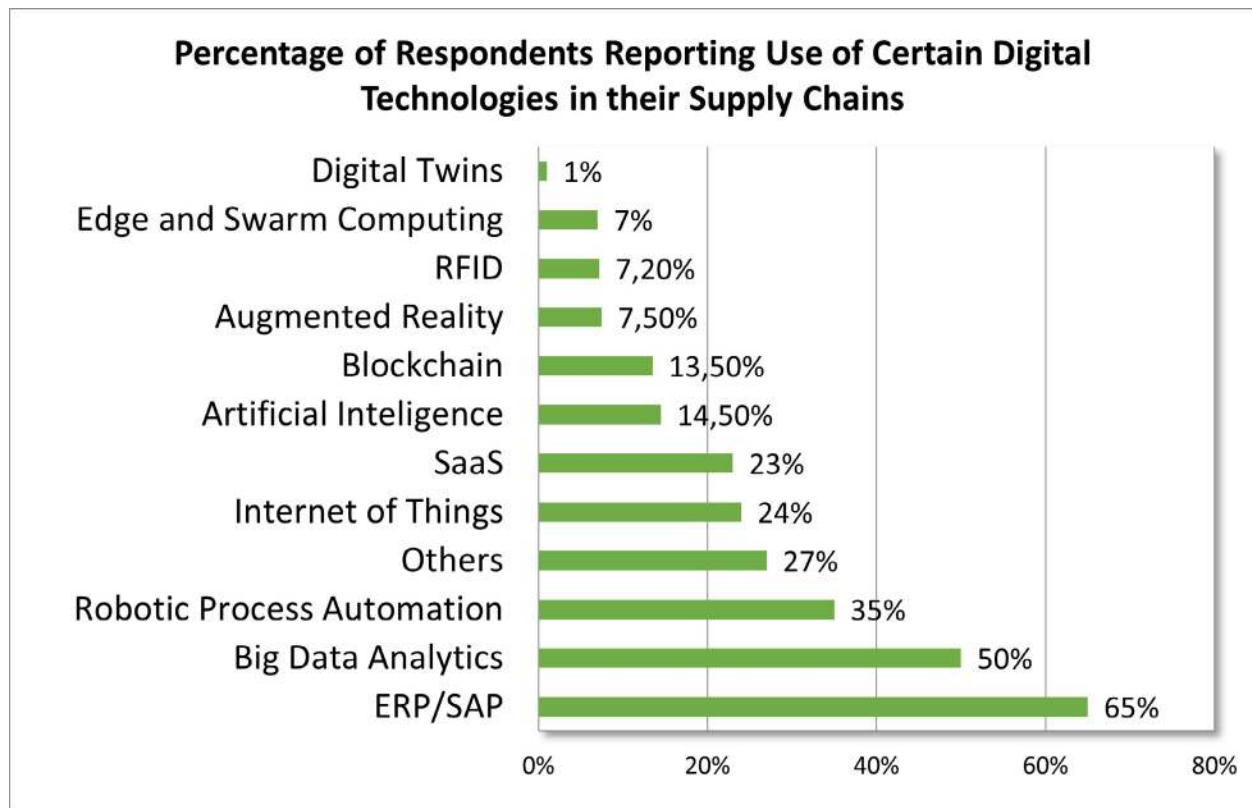 Percentage of Respondents Reporting Use of Certain Digital
Technologies in their Supply Chains
Digital Twins 1%
Edge and Swarm Computing 7%
RFID 7,20%
Augmented Reality 7,50%
Blockchain 13,50%
Artificial Inteligence 14,50%
SaaS 23%
Internet of Things 24%
Others 27%
Robotic Process Automation 35%
Big Data Analytics 50%
ERP/SAP 65%
0% 20% 40% 60% 80%